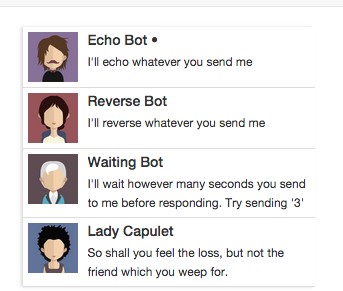 Echo Bot •
I'll echo whatever you send me
Reverse Bot
I'll reverse whatever you send me
Waiting Bot
I'll wait however many seconds you send
to me before responding. Try sending '3'
Lady Capulet
So shall you feel the loss, but not the
friend which you weep for.